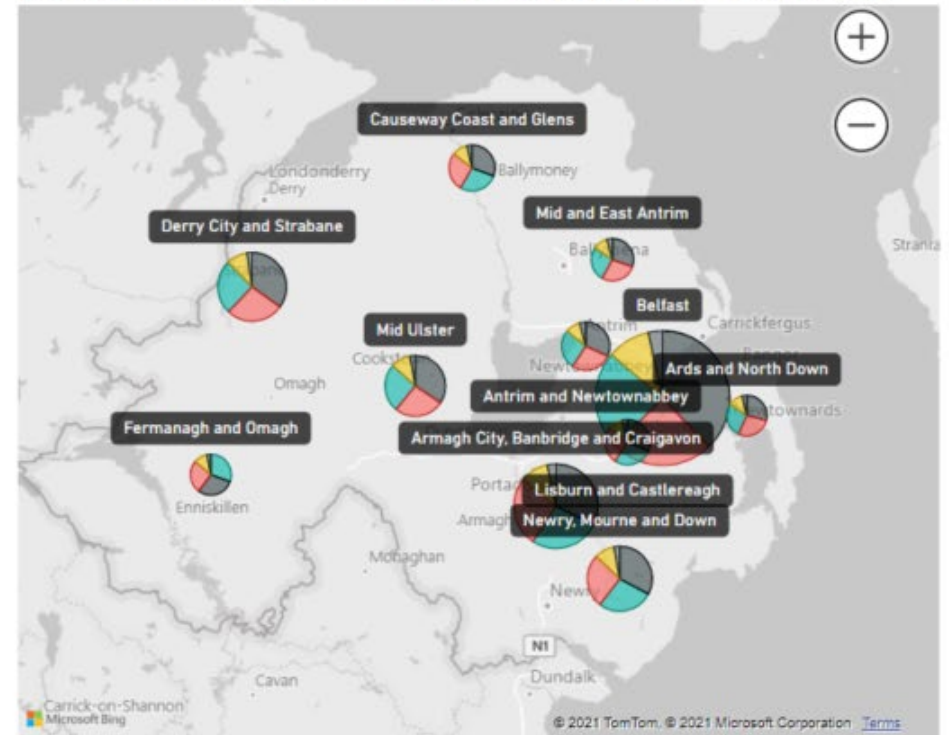 Causeway Coast and Glens
Londonderry
Derry
Ballymoney
Mid and East Antrim
Derry City and Strabane
Belfast
Mid Ulster
Antrim
Carrickfergus
Ards and North Down
Omagh
Antrim and Newtownabbey
Fermanagh and Omagh
Armagh City, Banbridge and Craigavon
Lisburn and Castlereagh
Enniskillen
Armagh
Newry, Mourne and Down
Monaghan
N1
Dundalk
Cavan
Carrick-on-Shannon
Microsoft Bing
© 2021 TomTom, © 2021 Microsoft Corporation Terms